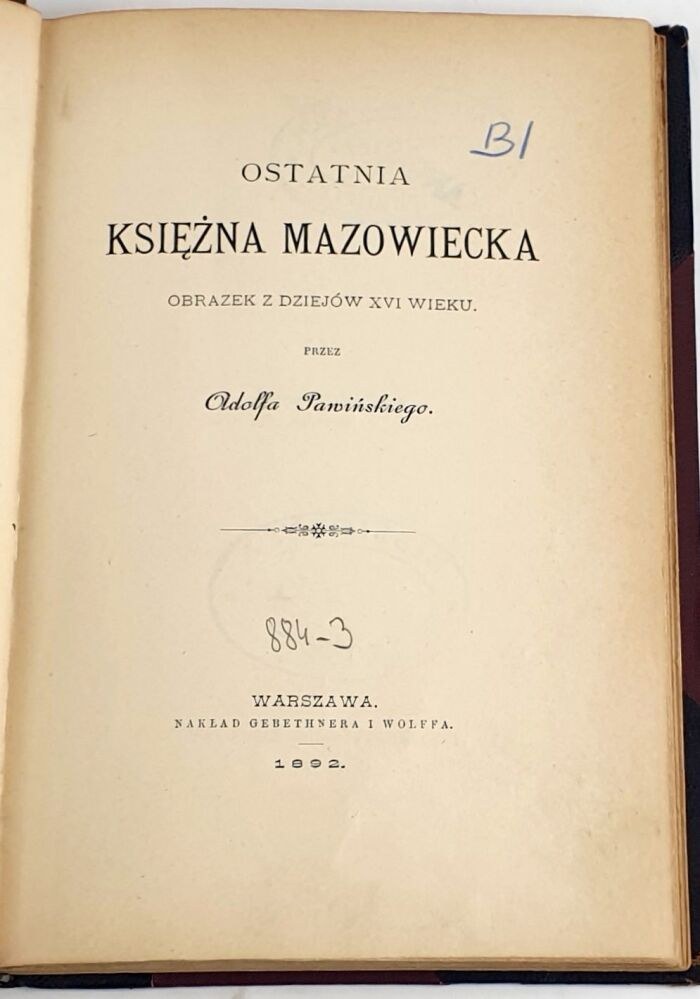 B1
OSTATNIA
KSIĘŻNA MAZOWIECKA
OBRAZEK Z DZIEJÓW XVI WIEKU.
PRZEZ
Adolfa Pawińskiego.
884-3
WARSZAWA.
NAKŁAD GEBETHNERA I WOLFFA.
1892.